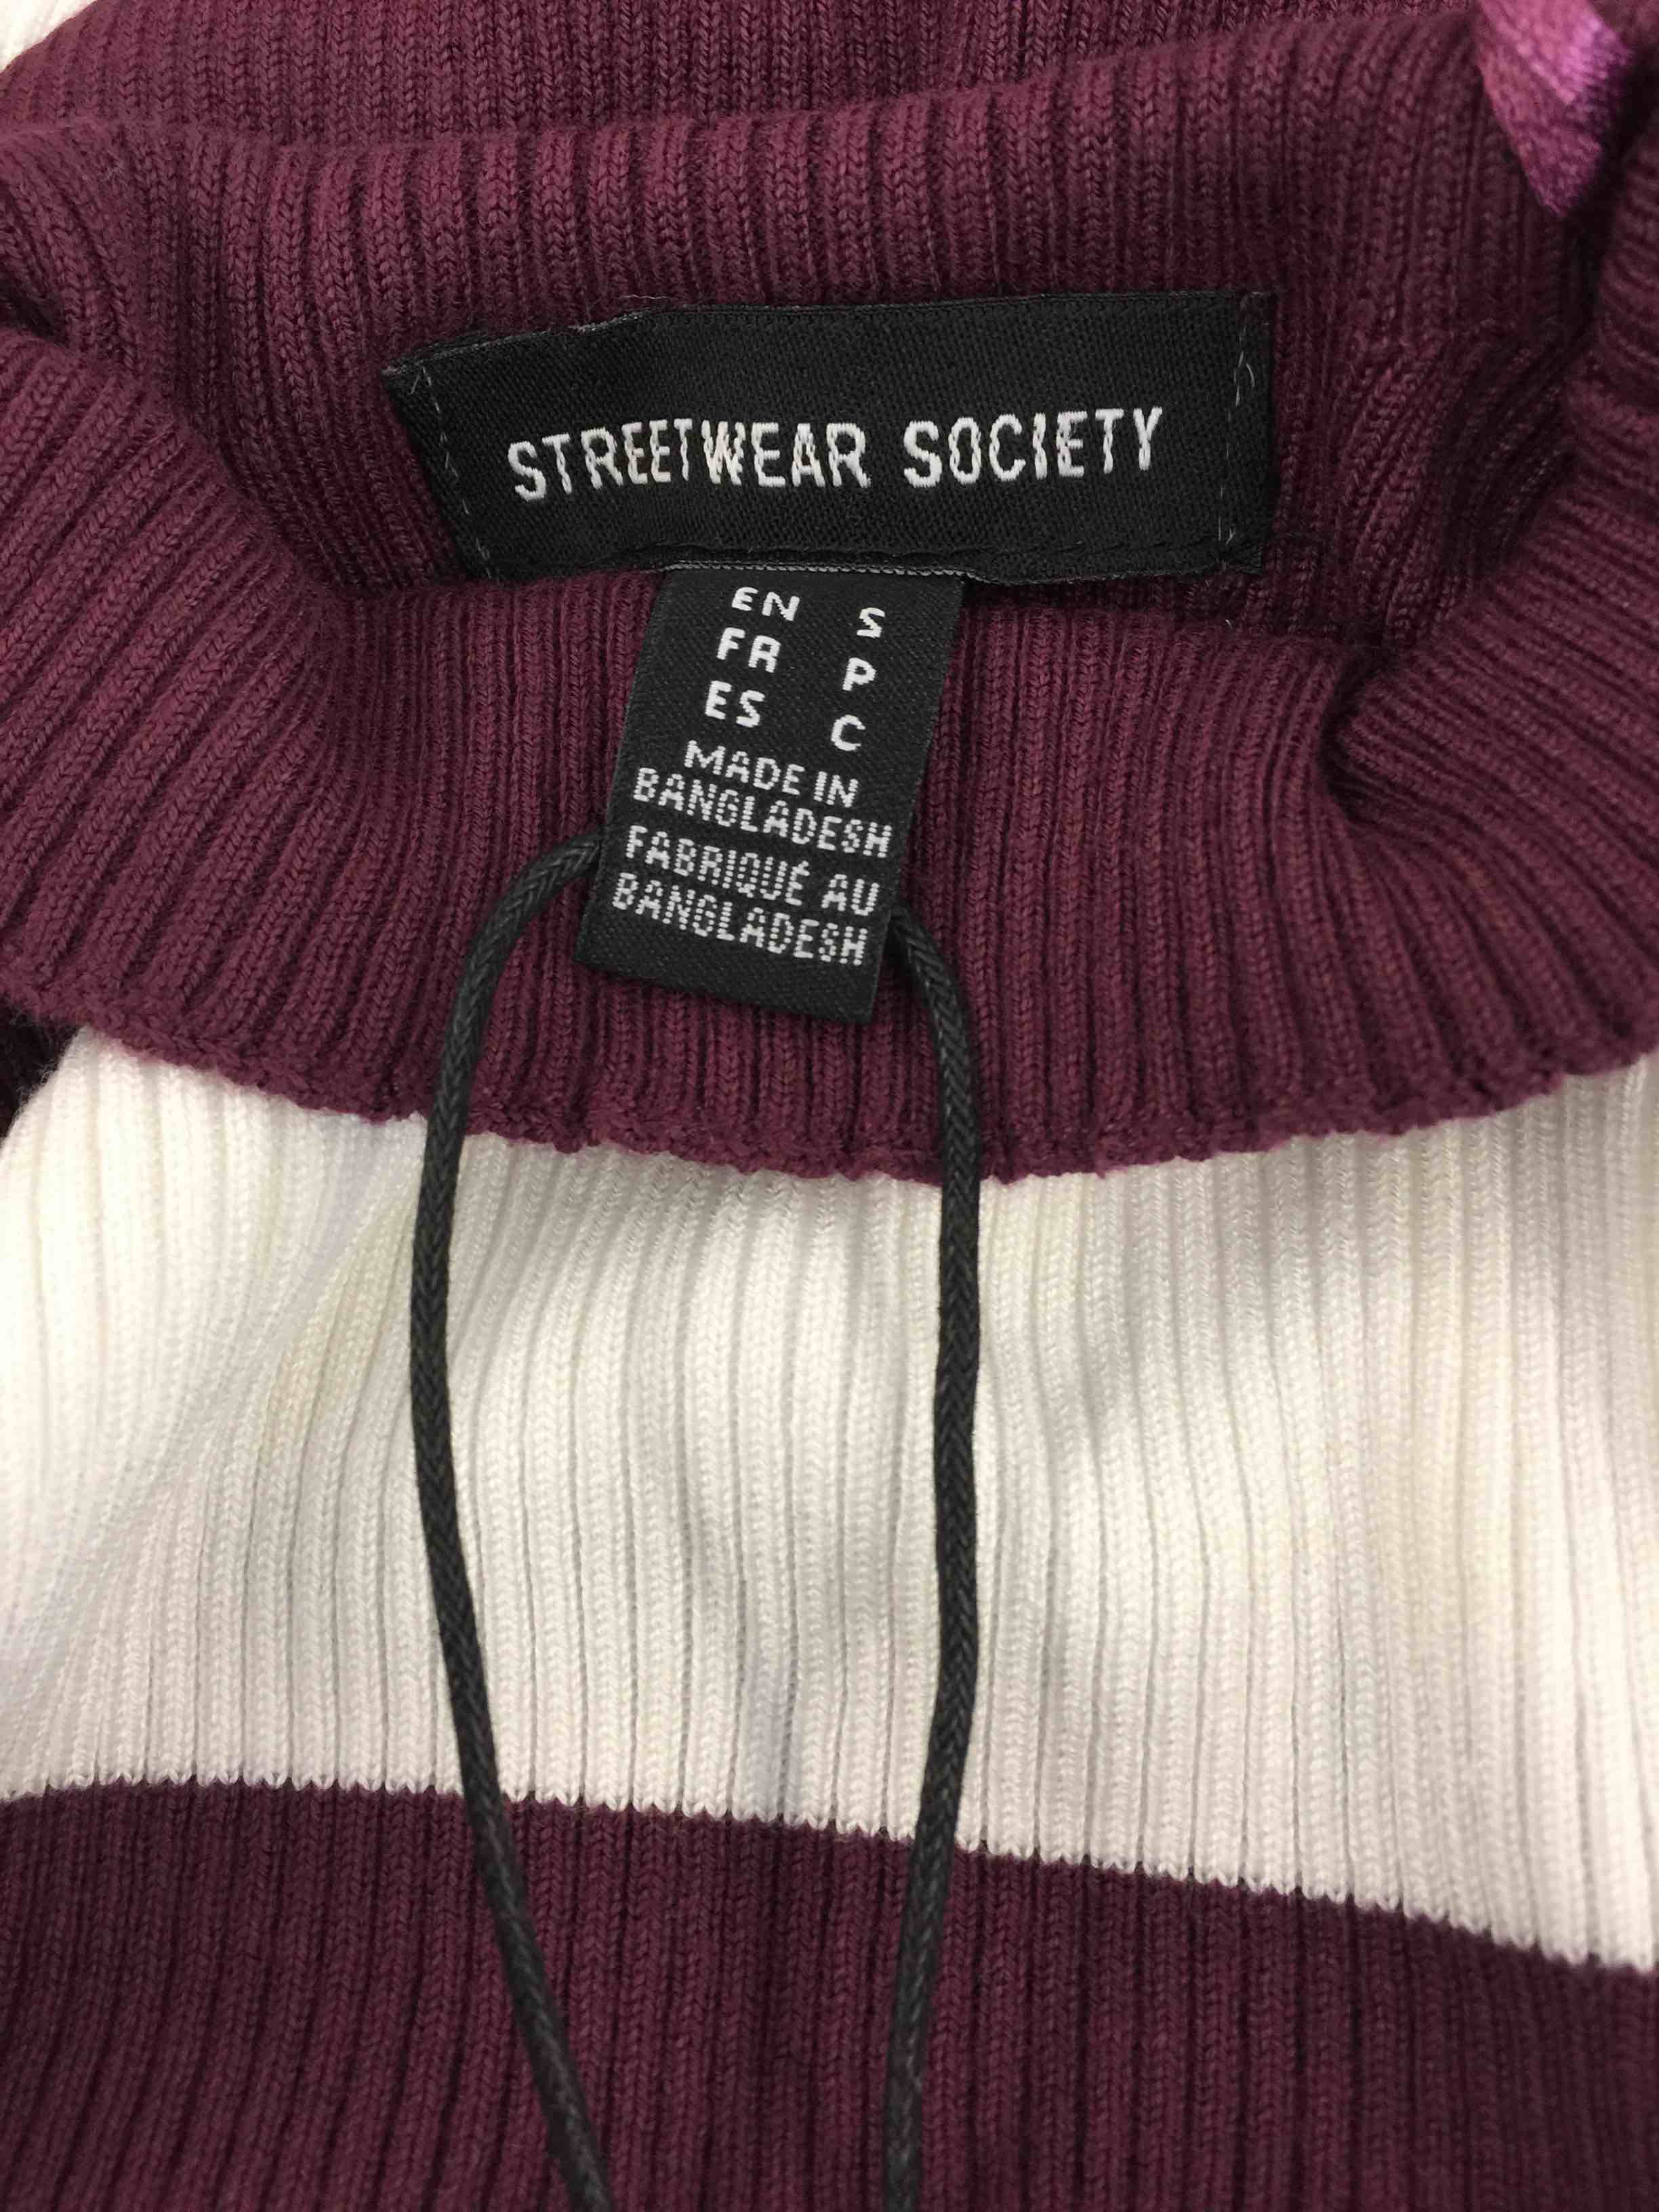 STREETWEAR SOCIETY
EN S
FR P
ES C
MADE IN
BANGLADESH
FABRIQUÉ AU
BANGLADESH